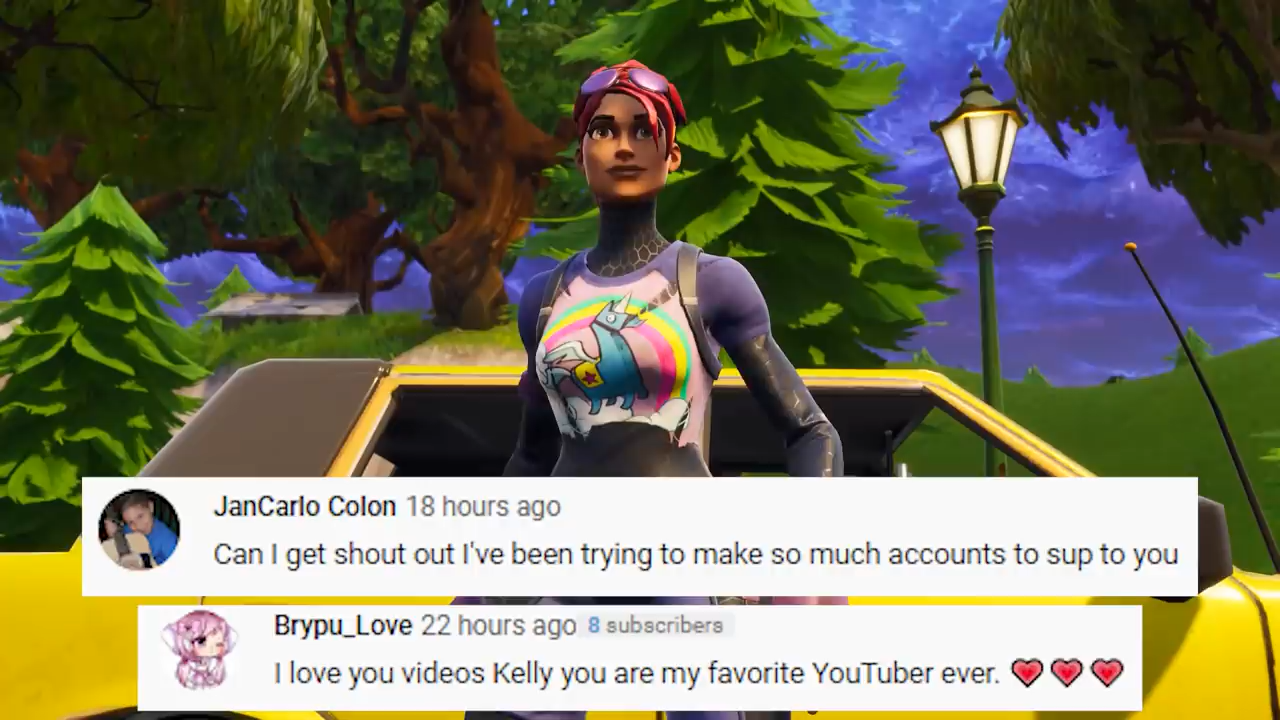 JanCarlo Colon 18 hours ago
Can I get shout out I've been trying to make so much accounts to sup to you
Brypu_Love 22 hours ago 8 subscribers
I love you videos Kelly you are my favorite YouTuber ever. ❤❤❤